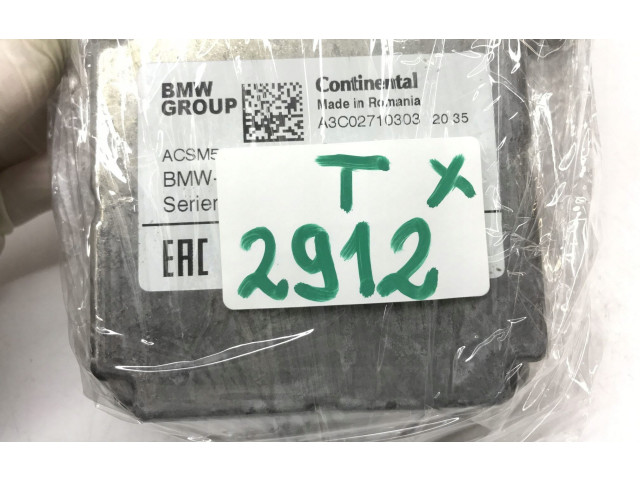 BMW GROUP
Continental
Made in Romania
A3C02710303 20 35
ACSM5
BMW-
Serien
EAC
T X
2912